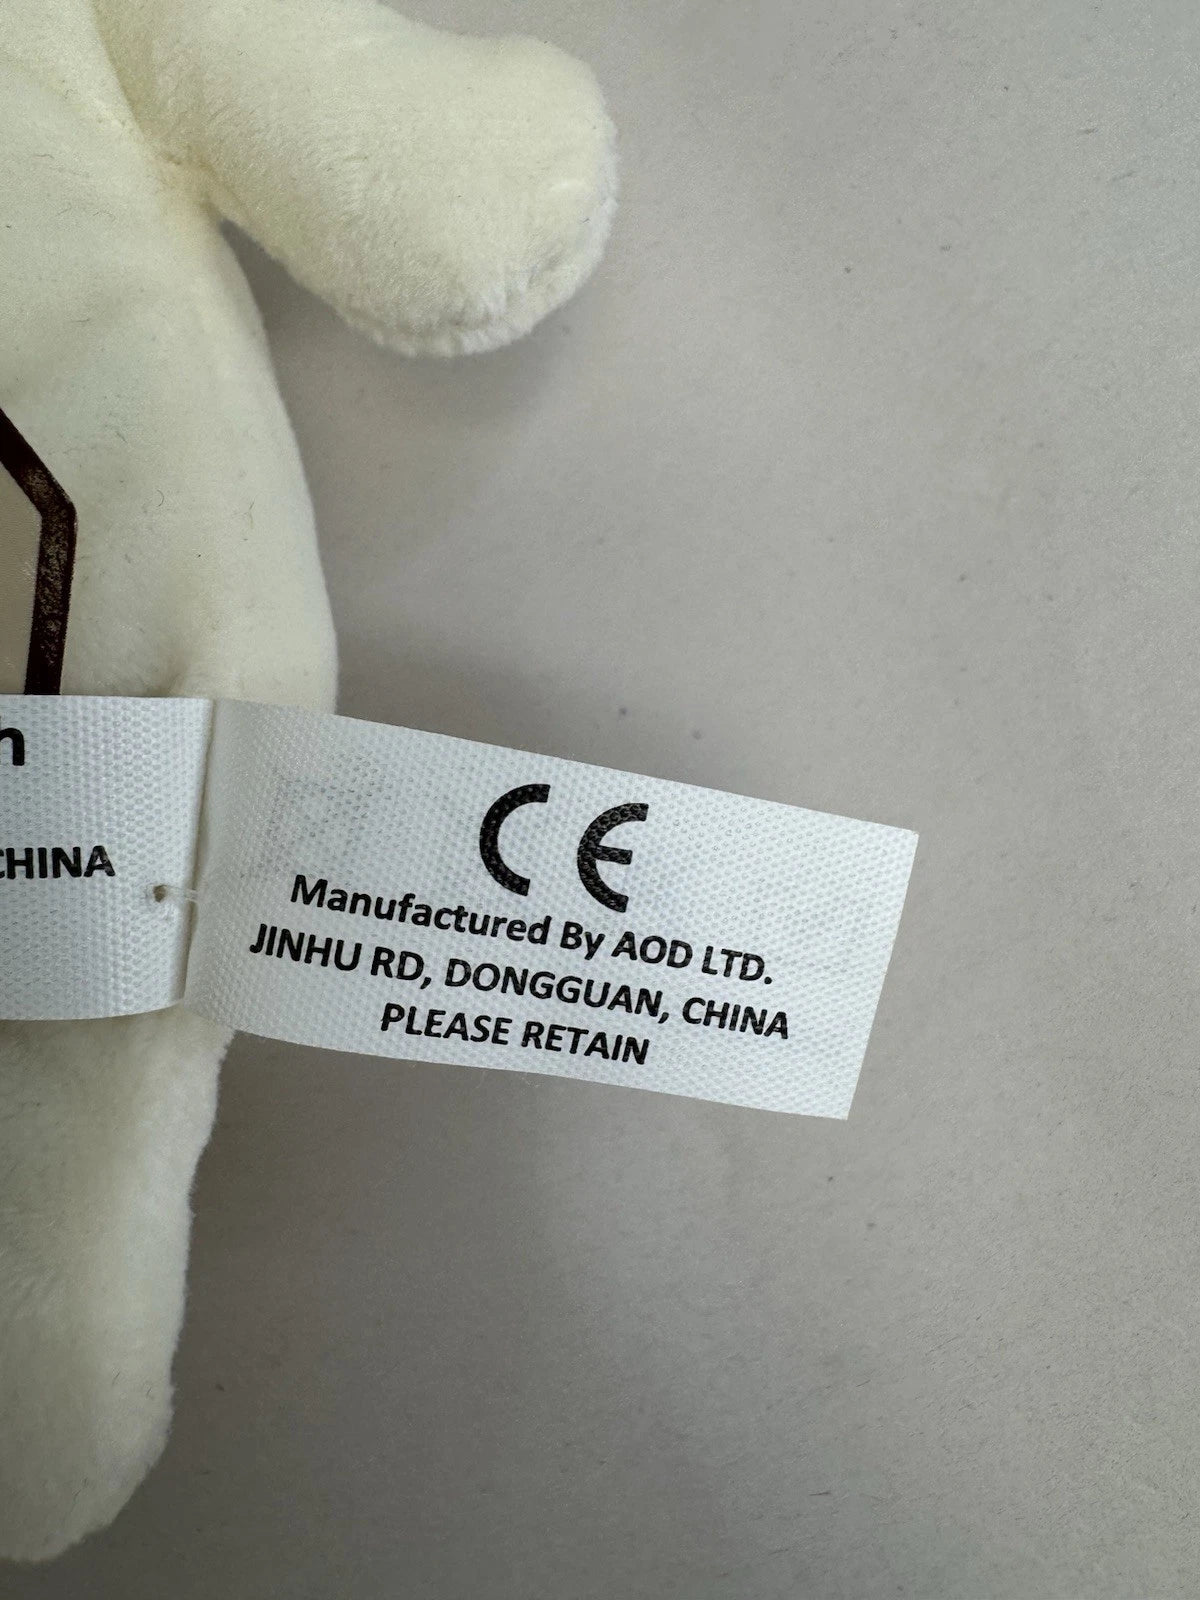 h
CHINA
CE
Manufactured By AOD LTD.
JINHU RD, DONGGUAN, CHINA
PLEASE RETAIN